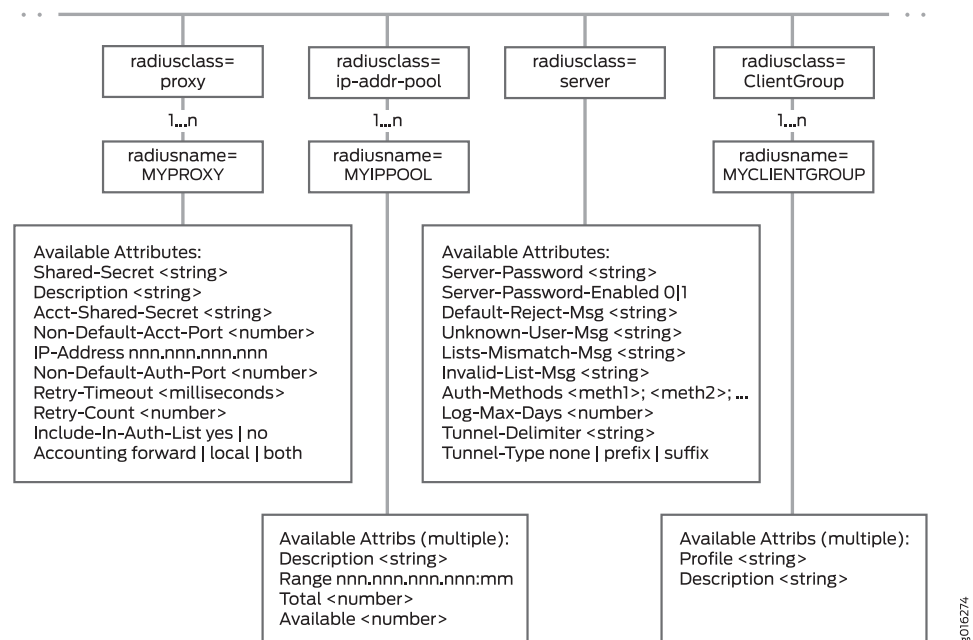 radiusclass=
proxy
radiusclass=
ip-addr-pool
radiusclass=
server
radiusclass=
ClientGroup
1...n
1...n
1...n
radiusname=
MYPROXY
radiusname=
MYIPPOOL
radiusname=
MYCLIENTGROUP
Available Attributes:
Shared-Secret <string>
Description <string>
Acct-Shared-Secret <string>
Non-Default-Acct-Port <number>
IP-Address nnn.nnn.nnn.nnn
Non-Default-Auth-Port <number>
Retry-Timeout <milliseconds>
Retry-Count <number>
Include-In-Auth-List yes | no
Accounting forward | local | both
Available Attributes:
Server-Password <string>
Server-Password-Enabled 0|1
Default-Reject-Msg <string>
Unknown-User-Msg <string>
Lists-Mismatch-Msg <string>
Invalid-List-Msg <string>
Auth-Methods <meth1>; <meth2>; ...
Log-Max-Days <number>
Tunnel-Delimiter <string>
Tunnel-Type none | prefix | suffix
Available Attribs (multiple):
Description <string>
Range nnn.nnn.nnn.nnn:mm
Total <number>
Available <number>
Available Attribs (multiple):
Profile <string>
Description <string>